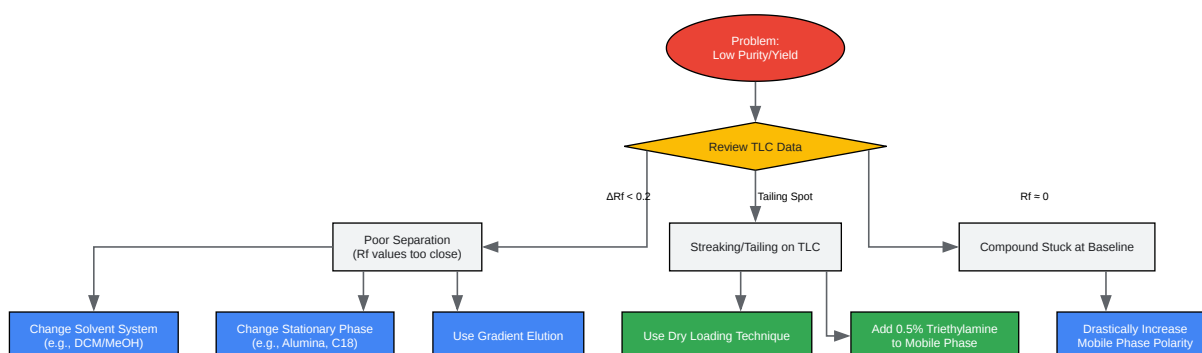 Problem:
Low Purity/Yield
Review TLC Data
ΔRf < 0.2
Tailing Spot
Rf ≈ 0
Poor Separation
(Rf values too close)
Streaking/Tailing on TLC
Compound Stuck at Baseline
Change Solvent System
(e.g., DCM/MeOH)
Change Stationary Phase
(e.g., Alumina, C18)
Use Gradient Elution
Use Dry Loading Technique
Add 0.5% Triethylamine
to Mobile Phase
Drastically Increase
Mobile Phase Polarity